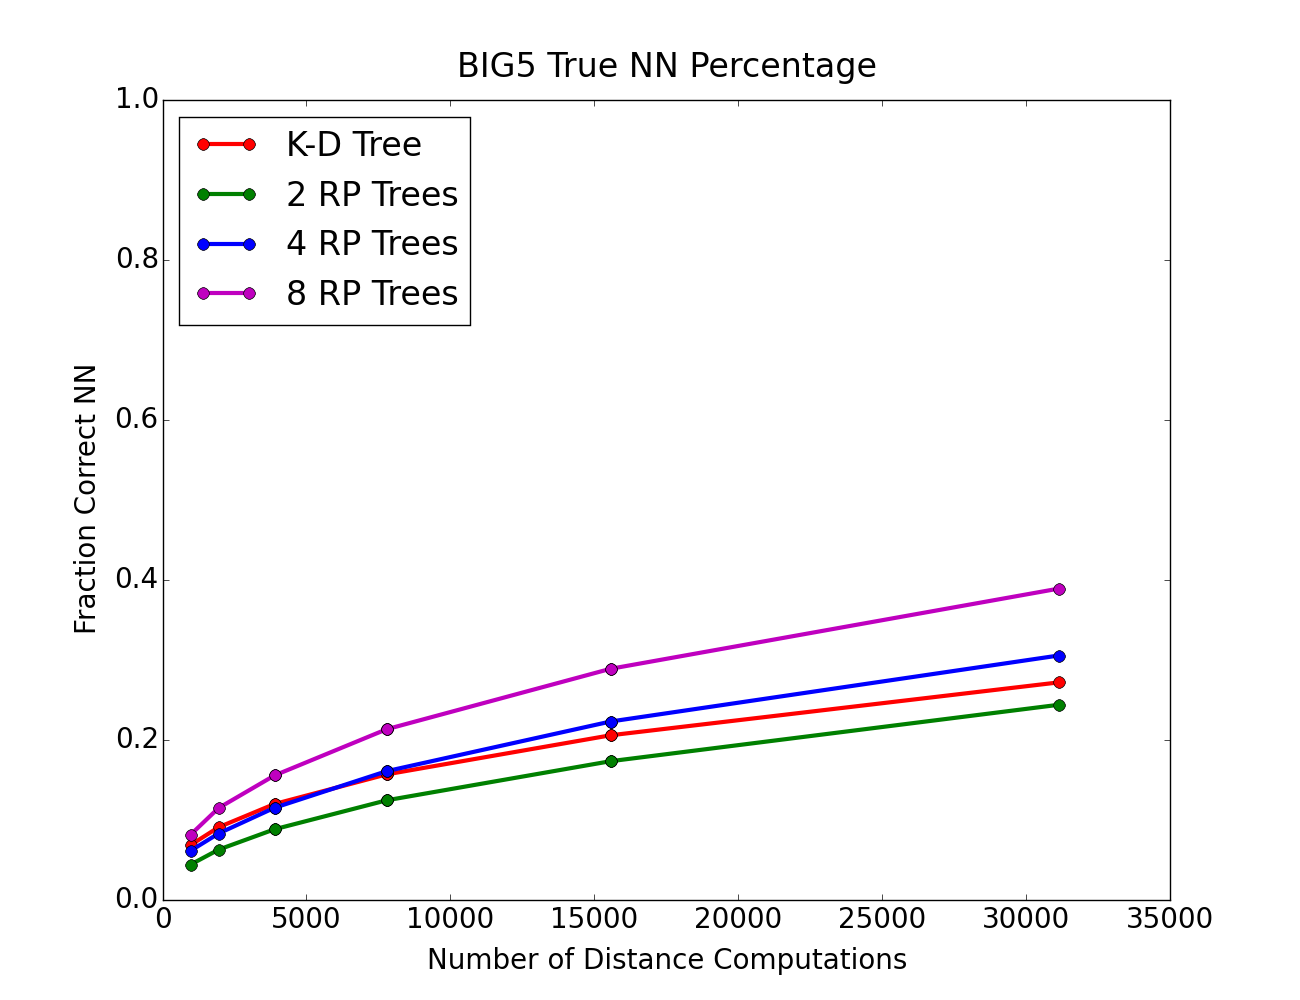 BIG5 True NN Percentage
1.0
0.8
0.6
0.4
0.2
0.0
Fraction Correct NN
K-D Tree
2 RP Trees
4 RP Trees
8 RP Trees
0 5000 10000 15000 20000 25000 30000 35000
Number of Distance Computations